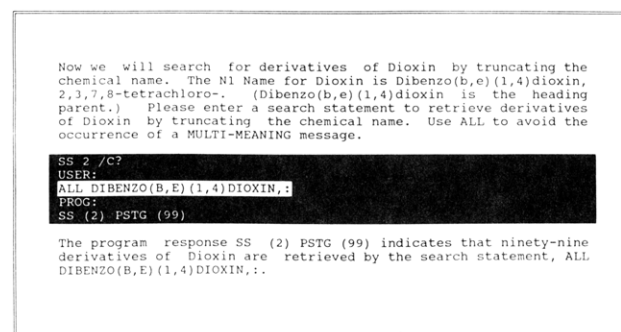 Now we will search for derivatives of Dioxin by truncating the
chemical name. The N1 Name for Dioxin is Dibenzo(b,e)(1,4)dioxin,
2,3,7,8-tetrachloro-. (Dibenzo(b,e)(1,4)dioxin is the heading
parent.) Please enter a search statement to retrieve derivatives
of Dioxin by truncating the chemical name. Use ALL to avoid the
occurrence of a MULTI-MEANING message.
SS 2 /C?
USER:
ALL DIBENZO(B,E)(1,4)DIOXIN,:
PROG:
SS (2) PSTG (99)
The program response SS (2) PSTG (99) indicates that ninety-nine
derivatives of Dioxin are retrieved by the search statement, ALL
DIBENZO(B,E)(1,4)DIOXIN,:.